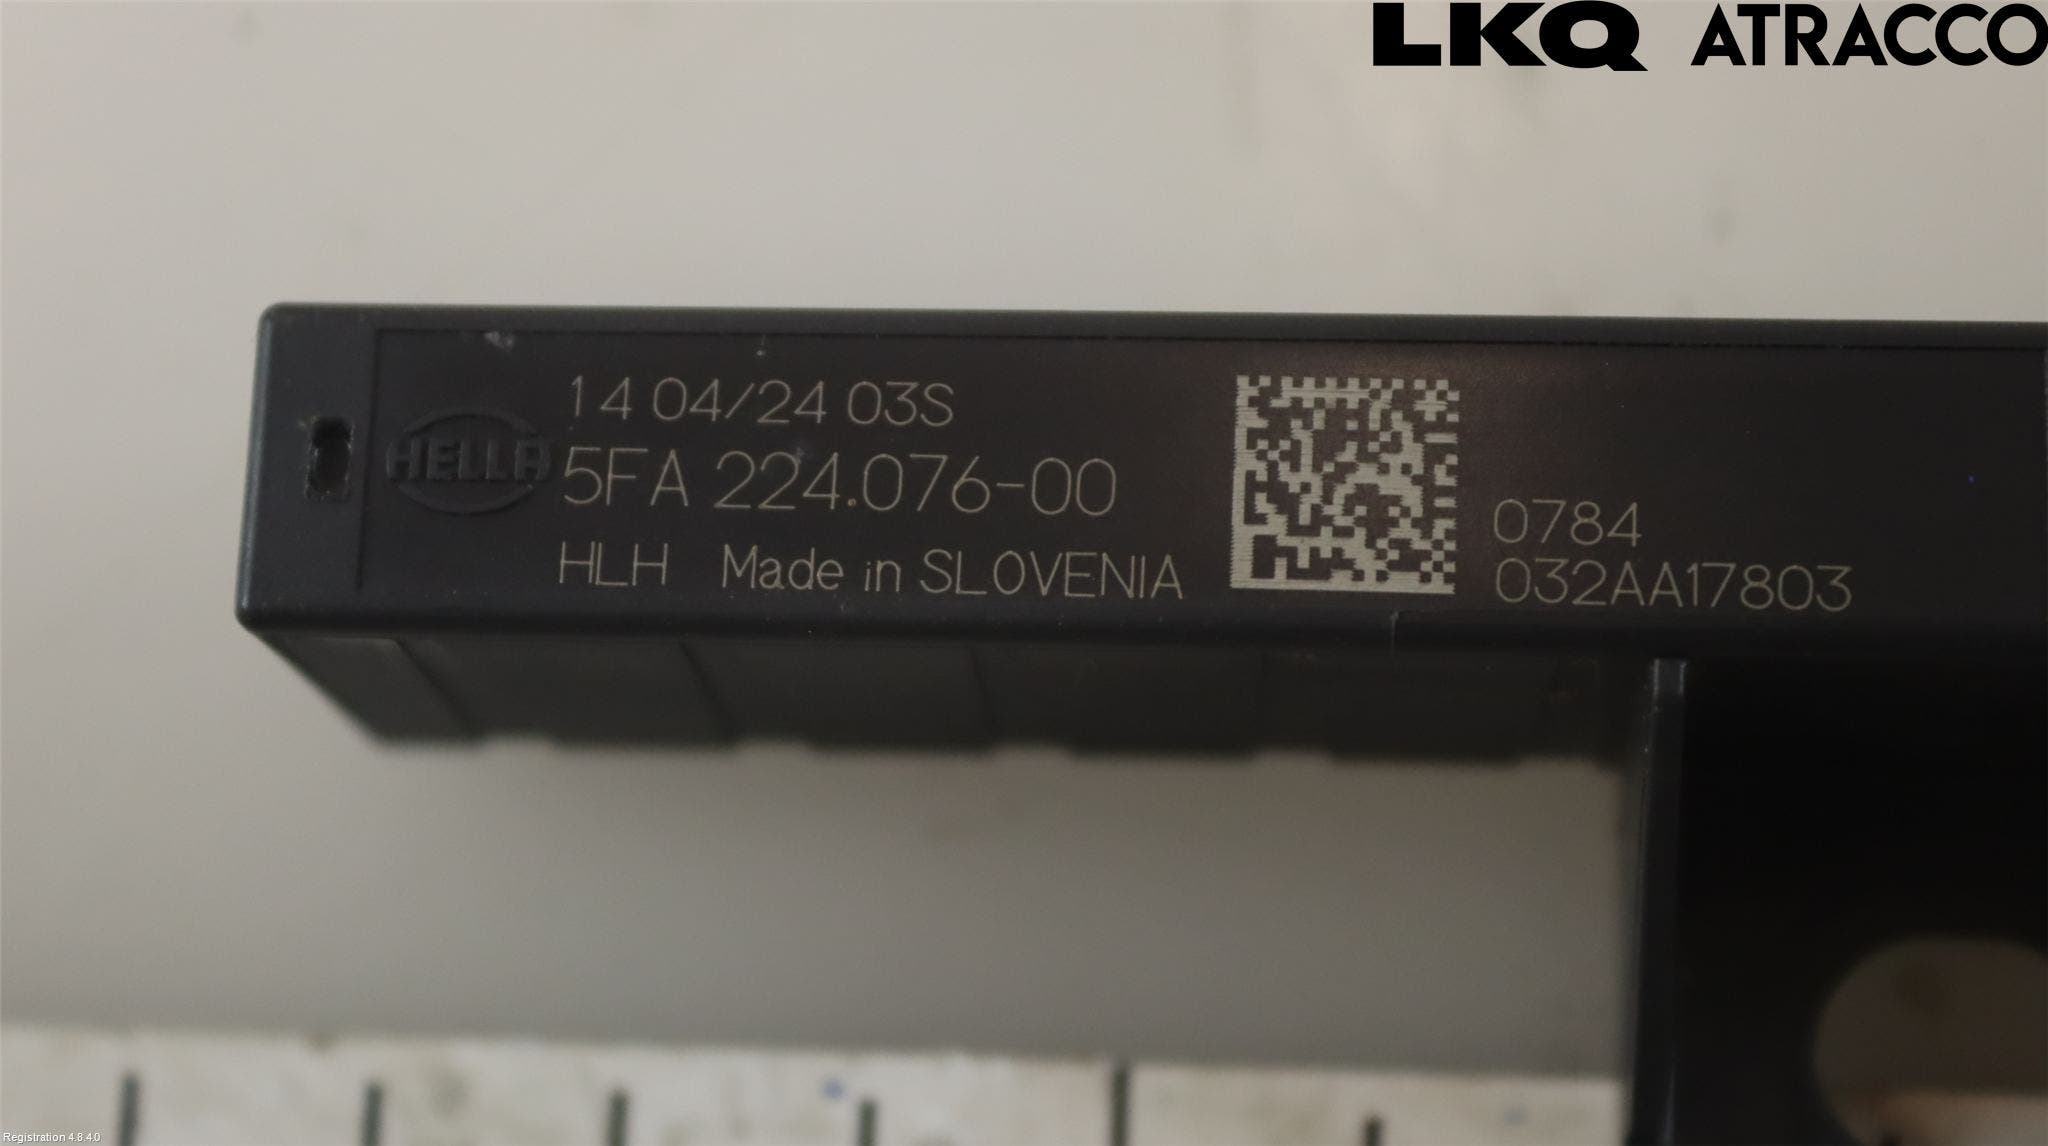 LKQ ATRACCO
HELLA
14 04/24 03S
5FA 224.076-00
HLH Made in SLOVENIA
0784
032AA17803
Registration 4.8.4.0